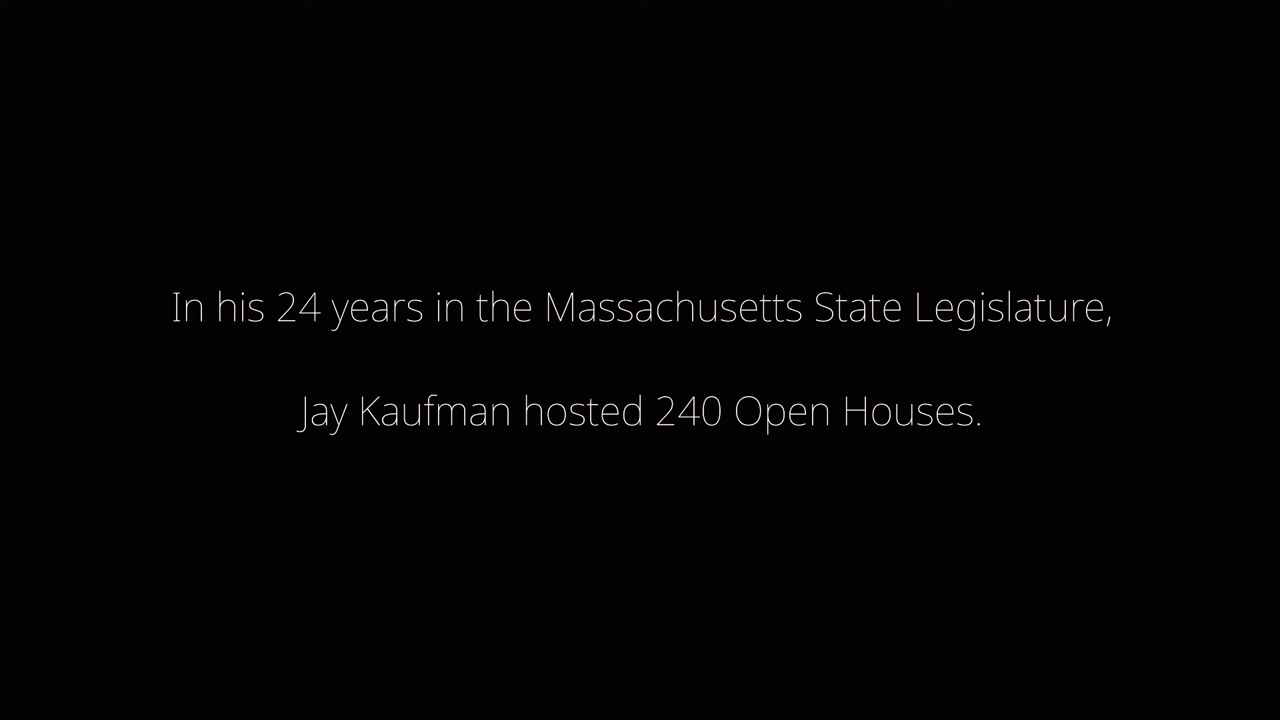 In his 24 years in the Massachusetts State Legislature,
Jay Kaufman hosted 240 Open Houses.